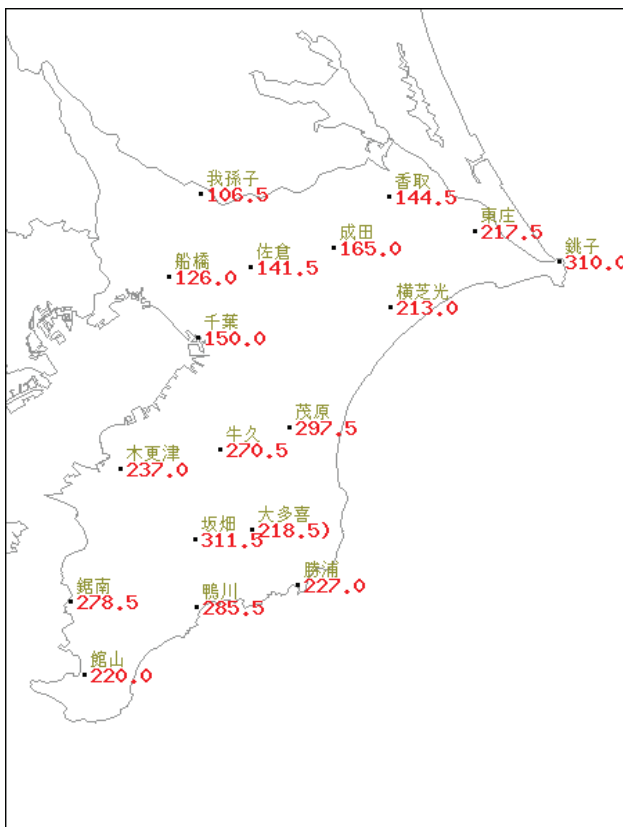 我孫子
106.5
香取
144.5
東庄
217.5
成田
165.0
佐倉
141.5
船橋
126.0
銚子
310.0
横芝光
213.0
千葉
150.0
茂原
297.5
牛久
270.5
木更津
237.0
大多喜
218.5)
坂畑
311.5
勝浦
227.0
鋸南
278.5
鴨川
285.5
館山
220.0